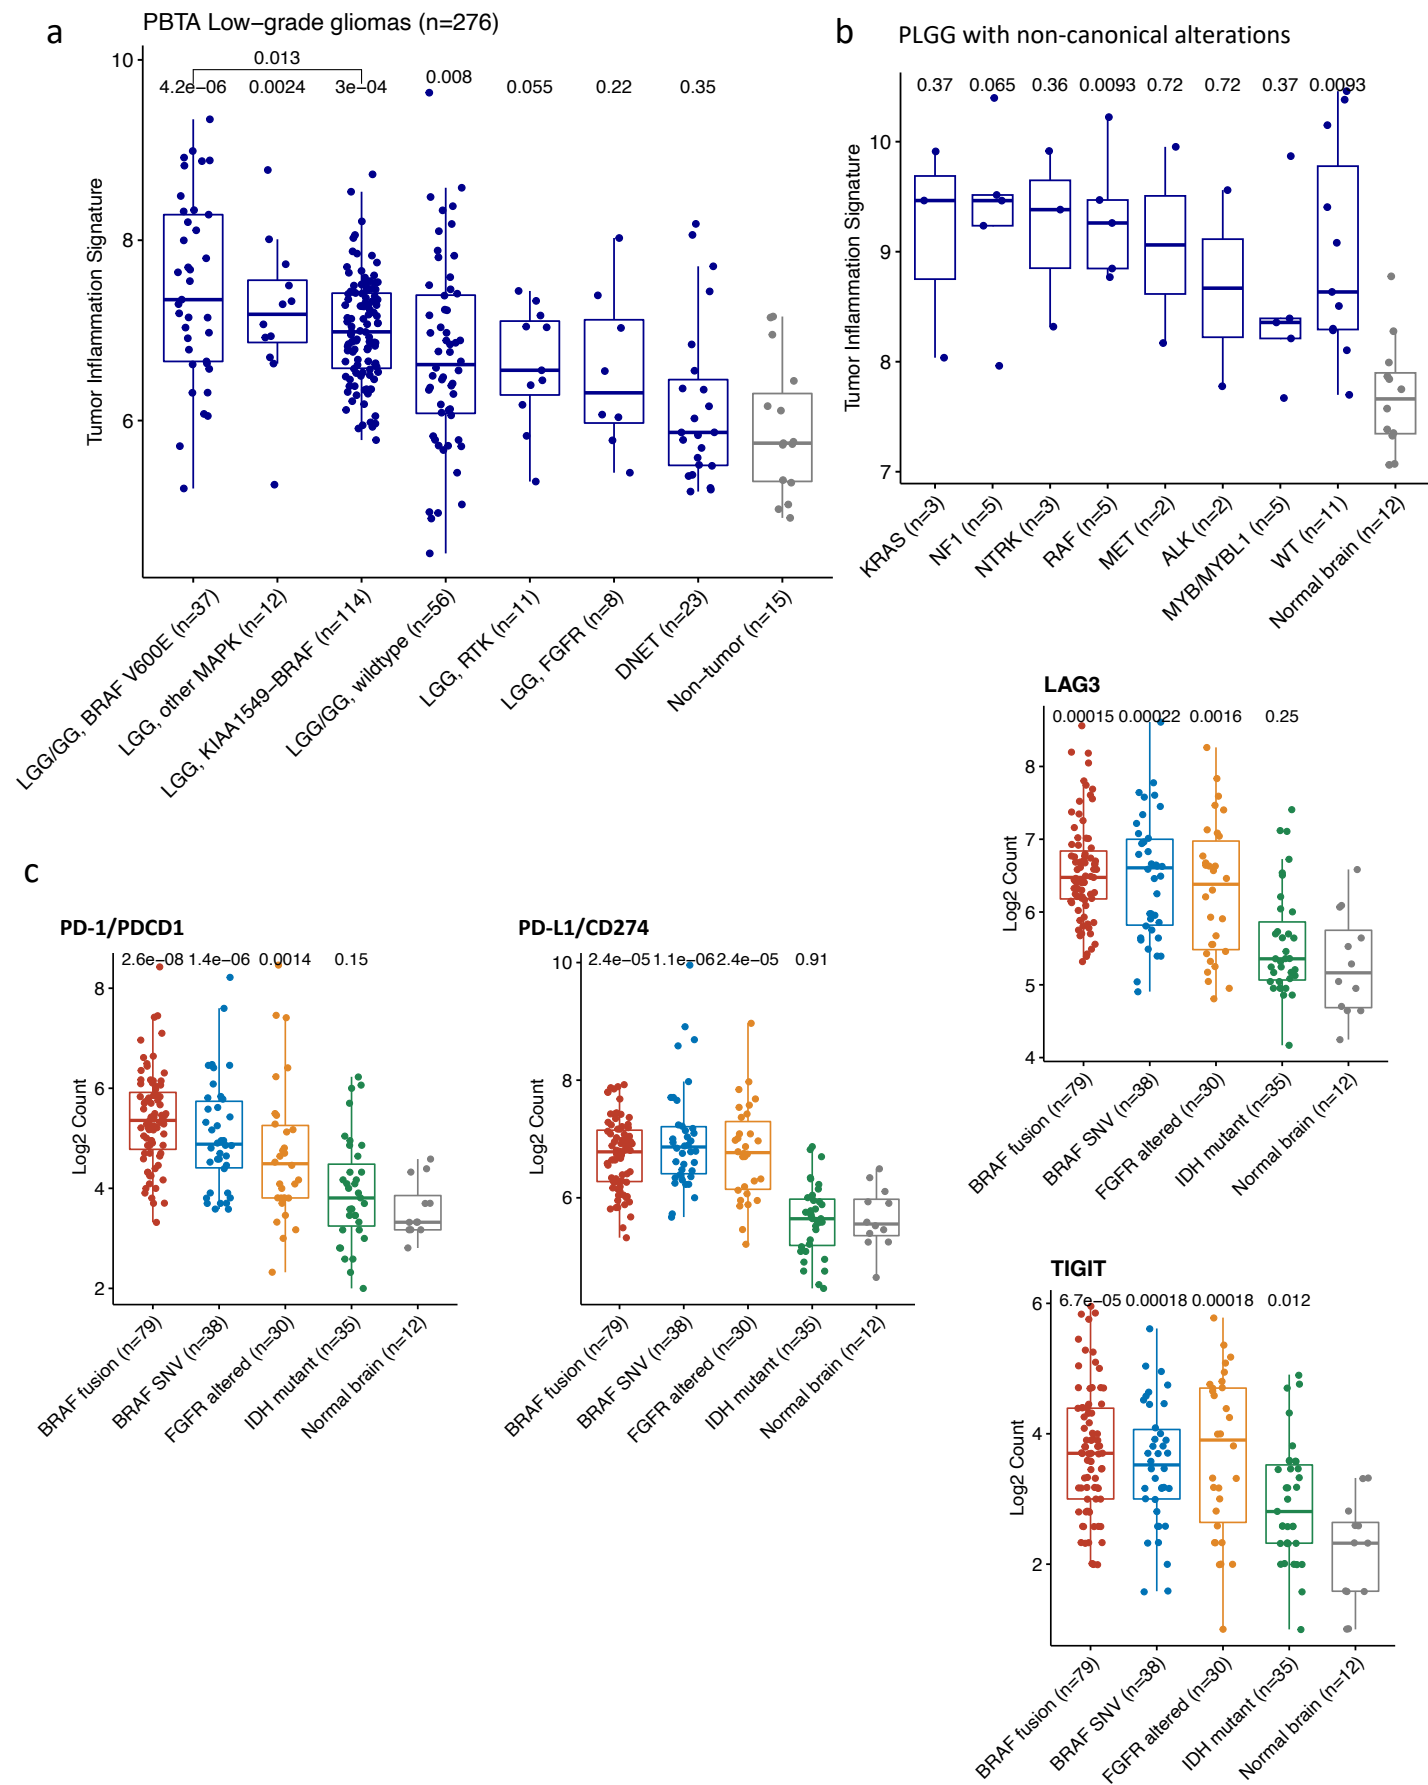 a
PBTA Low−grade gliomas (n=276)
Tumor Inflamation Signature
10
8
6
0.013
4.2e−06 0.0024 3e−04 0.008 0.055 0.22 0.35
LGG/GG, BRAF V600E (n=37)
LGG, other MAPK (n=12)
LGG, KIAA1549−BRAF (n=114)
LGG/GG, wildtype (n=56)
LGG, RTK (n=11)
LGG, FGFR (n=8)
DNET (n=23)
Non−tumor (n=15)
b
PLGG with non-canonical alterations
Tumor Inflamation Signature
10
9
8
7
0.37 0.065 0.36 0.0093 0.72 0.72 0.37 0.0093
KRAS (n=3)
NF1 (n=5)
NTRK (n=3)
RAF (n=5)
MET (n=2)
ALK (n=2)
MYB/MYBL1 (n=5)
WT (n=11)
Normal brain (n=12)
c
PD-1/PDCD1
Log2 Count
8
6
4
2
2.6e−08 1.4e−06 0.0014 0.15
BRAF fusion (n=79)
BRAF SNV (n=38)
FGFR altered (n=30)
IDH mutant (n=35)
Normal brain (n=12)
PD-L1/CD274
Log2 Count
10
8
6
2.4e−05 1.1e−06 2.4e−05 0.91
BRAF fusion (n=79)
BRAF SNV (n=38)
FGFR altered (n=30)
IDH mutant (n=35)
Normal brain (n=12)
LAG3
Log2 Count
8
7
6
5
4
0.00015 0.00022 0.0016 0.25
BRAF fusion (n=79)
BRAF SNV (n=38)
FGFR altered (n=30)
IDH mutant (n=35)
Normal brain (n=12)
TIGIT
Log2 Count
6
4
2
6.7e−05 0.00018 0.00018 0.012
BRAF fusion (n=79)
BRAF SNV (n=38)
FGFR altered (n=30)
IDH mutant (n=35)
Normal brain (n=12)